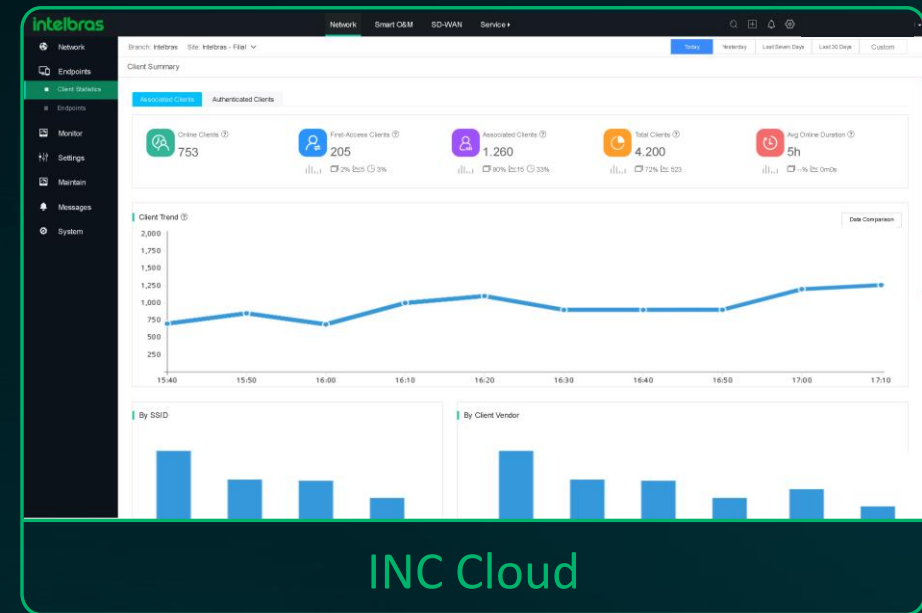 intelbras
Network Smart O&M SD-WAN Service
Network
Endpoints
Client Statistics
Endpoints
Monitor
Settings
Maintain
Messages
System
Branch: Intelbras Site: Intelbras - Filial
Today Yesterday Last Seven Days Last 30 Days Custom
Client Summary
Associated Clients Authenticated Clients
Online Clients
753
First-Access Clients
205
2% 5 3%
Associated Clients
1.260
90% 15 33%
Total Clients
4.200
72% 523
Avg Online Duration
5h
--% 0m0s
Client Trend
Data Comparison
2,000
1,750
1,500
1,250
1,000
750
500
250
15:40 15:50 16:00 16:10 16:20 16:30 16:40 16:50 17:00 17:10
By SSID
By Client Vendor
INC Cloud